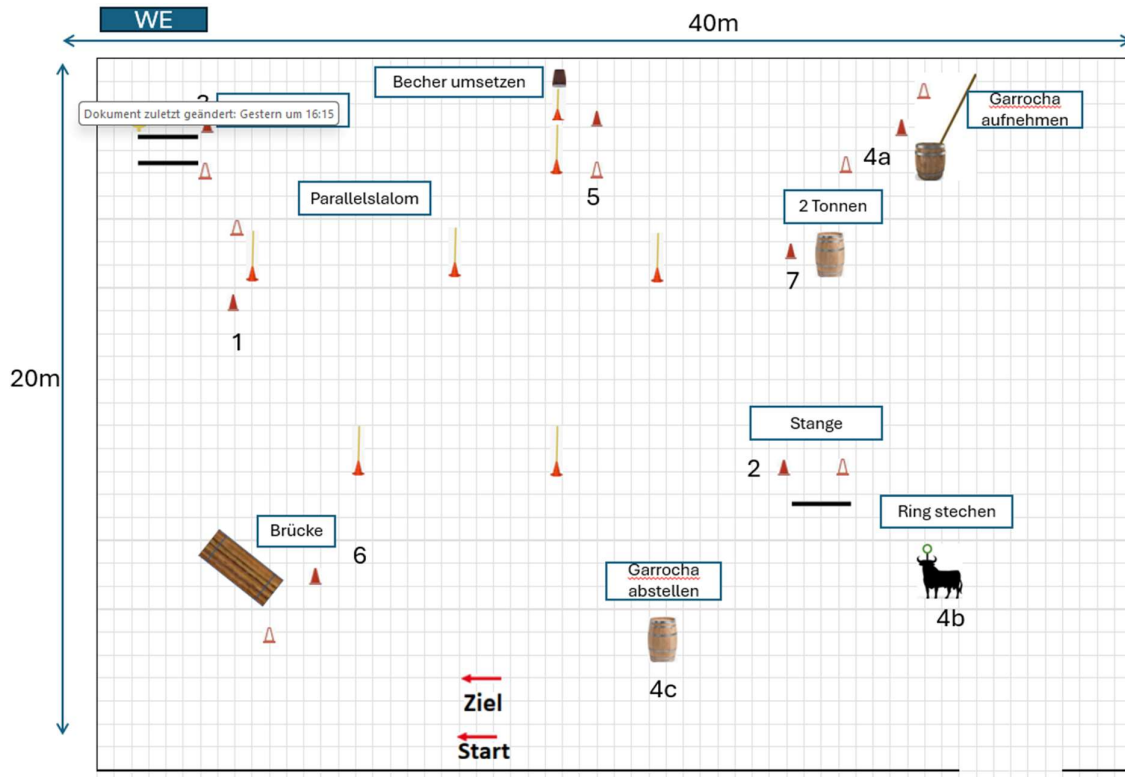 WE
40m
Becher umsetzen
Garrocha
aufnehmen
Dokument zuletzt geändert: Gestern um 16:15
4a
5
Parallelslalom
2 Tonnen
7
1
20m
Stange
2
Ring stechen
Brücke
6
Garrocha
abstellen
4b
4c
Ziel
Start